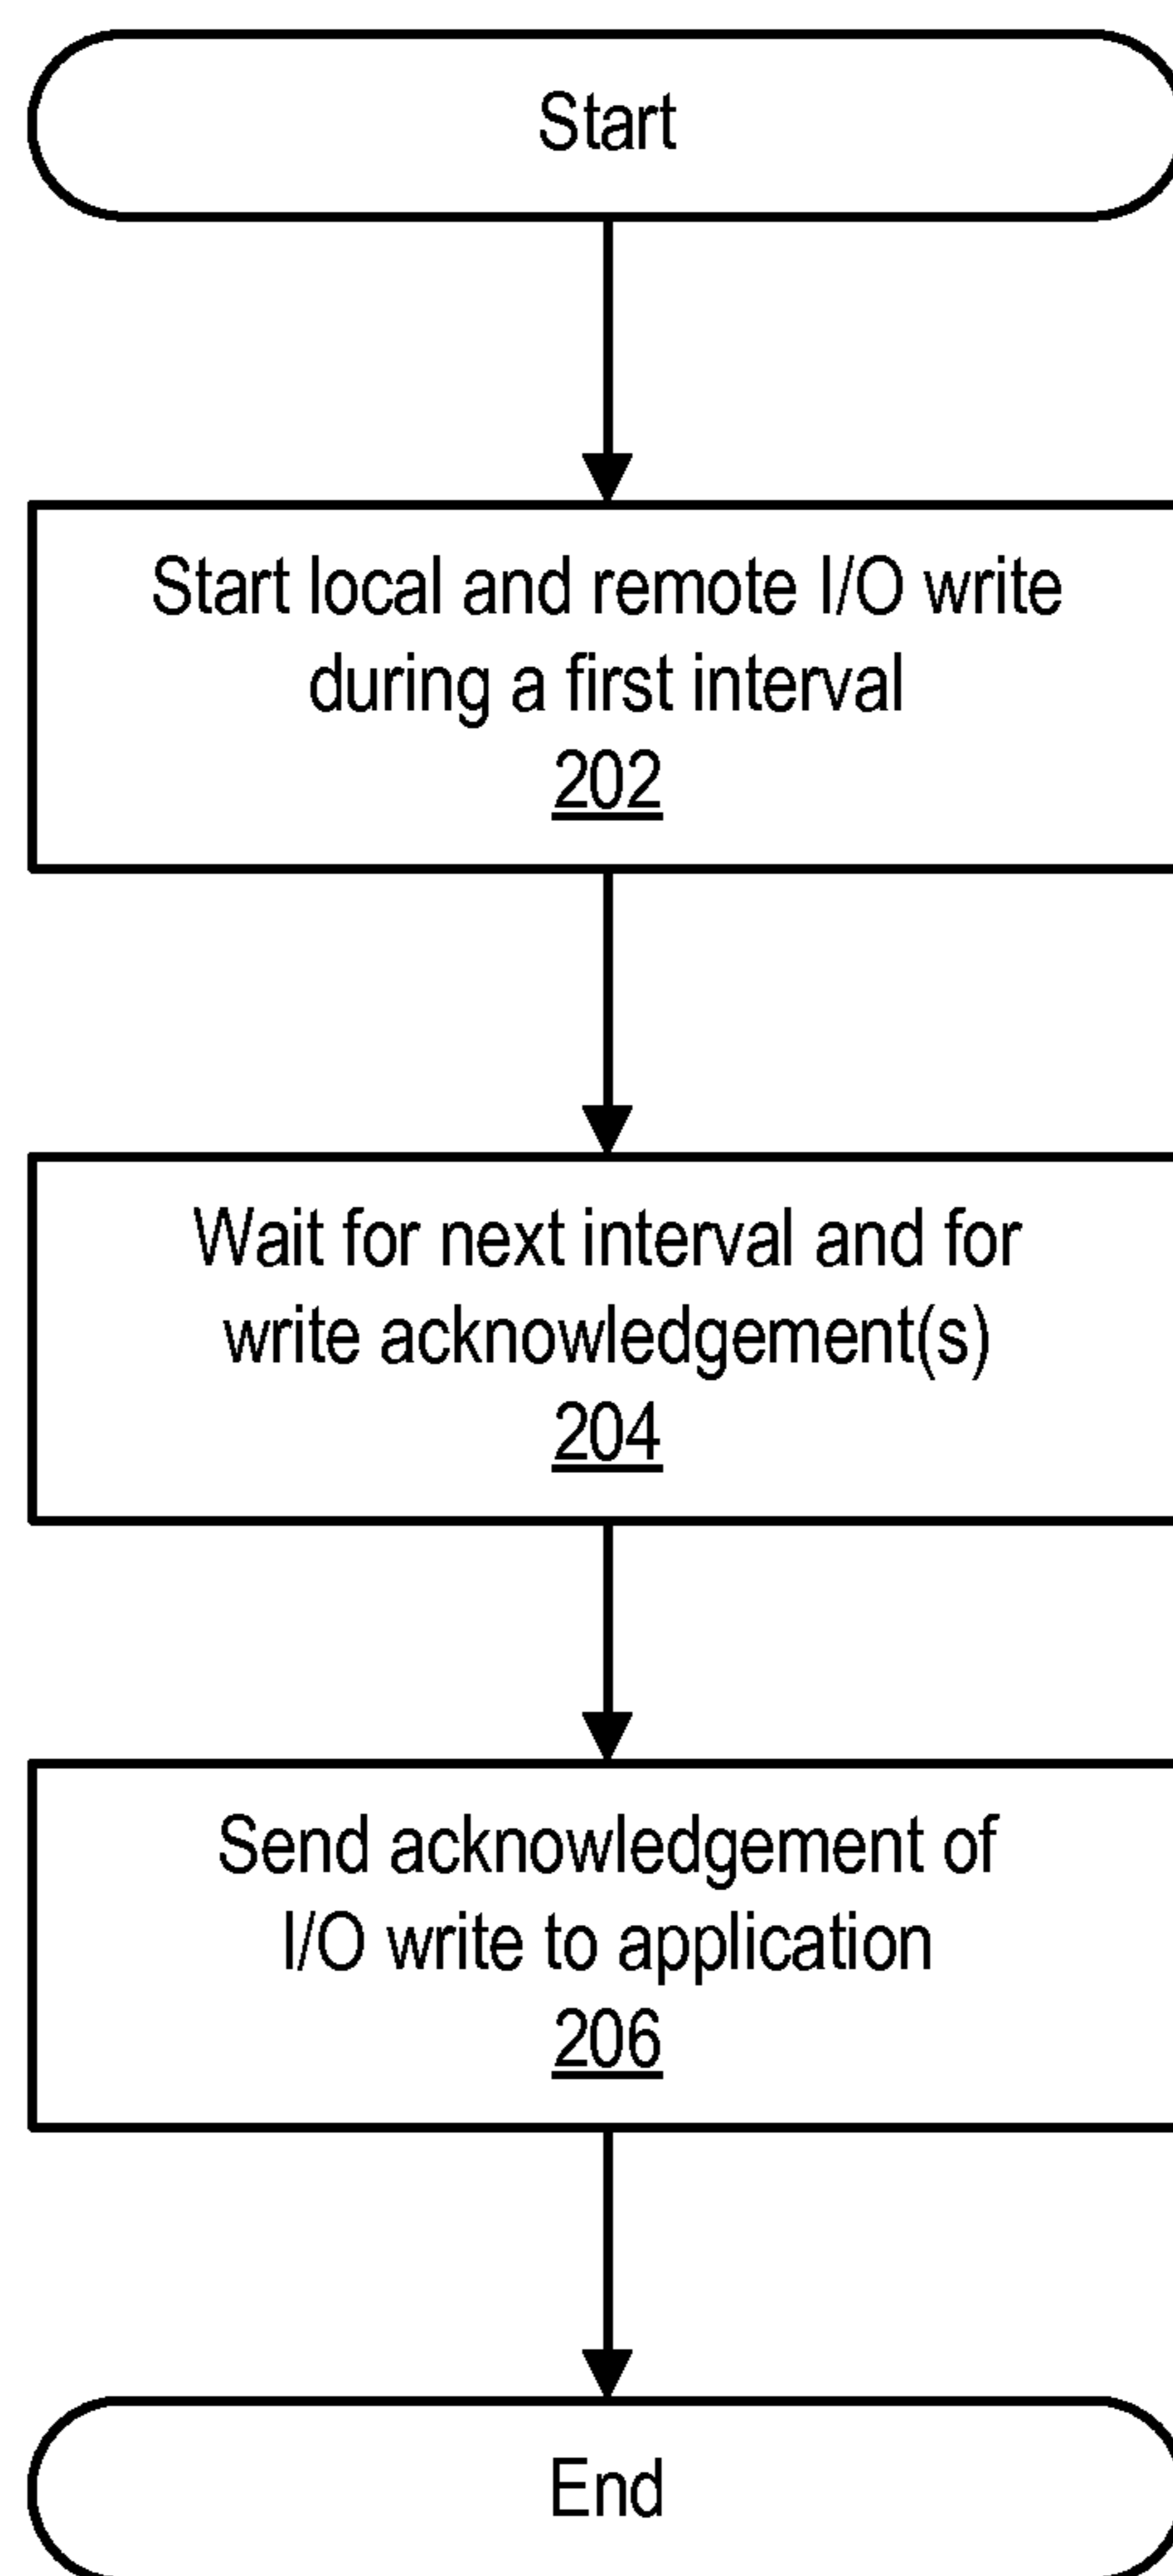 Start
Start local and remote I/O write
during a first interval
202
Wait for next interval and for
write acknowledgement(s)
204
Send acknowledgement of
I/O write to application
206
End